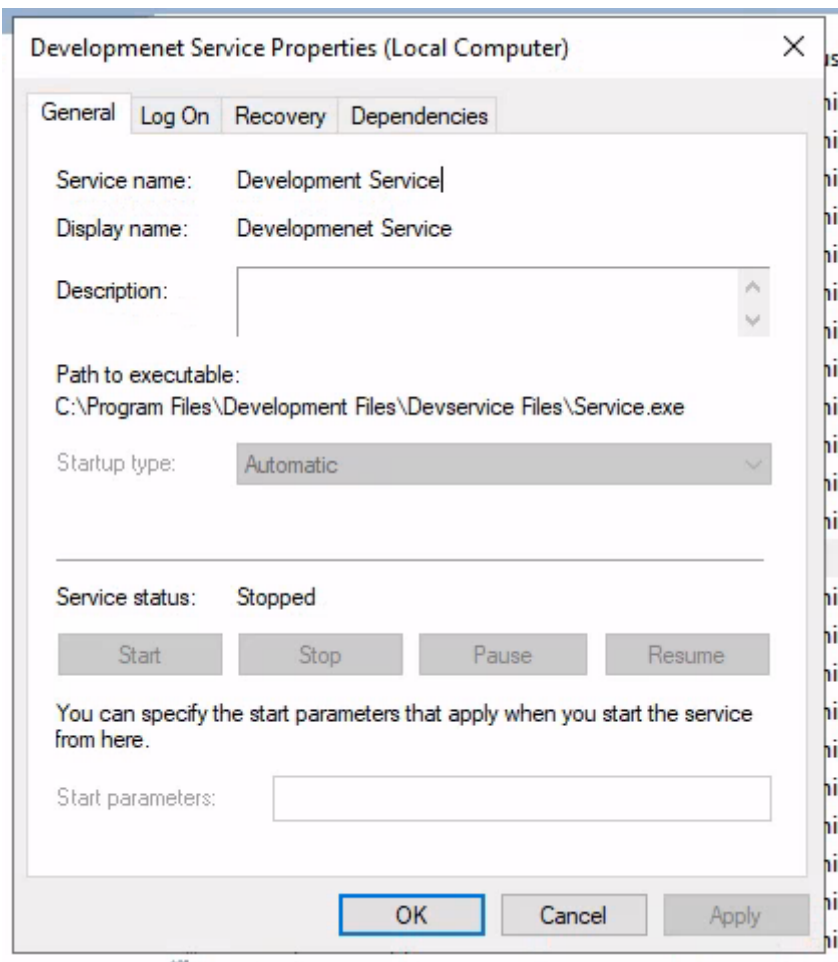 Developmenet Service Properties (Local Computer)
General Log On Recovery Dependencies
Service name: Development Service
Display name: Developmenet Service
Description:
Path to executable:
C:\Program Files\Development Files\Devservice Files\Service.exe
Startup type: Automatic
Service status: Stopped
Start Stop Pause Resume
You can specify the start parameters that apply when you start the service
from here.
Start parameters:
OK Cancel Apply